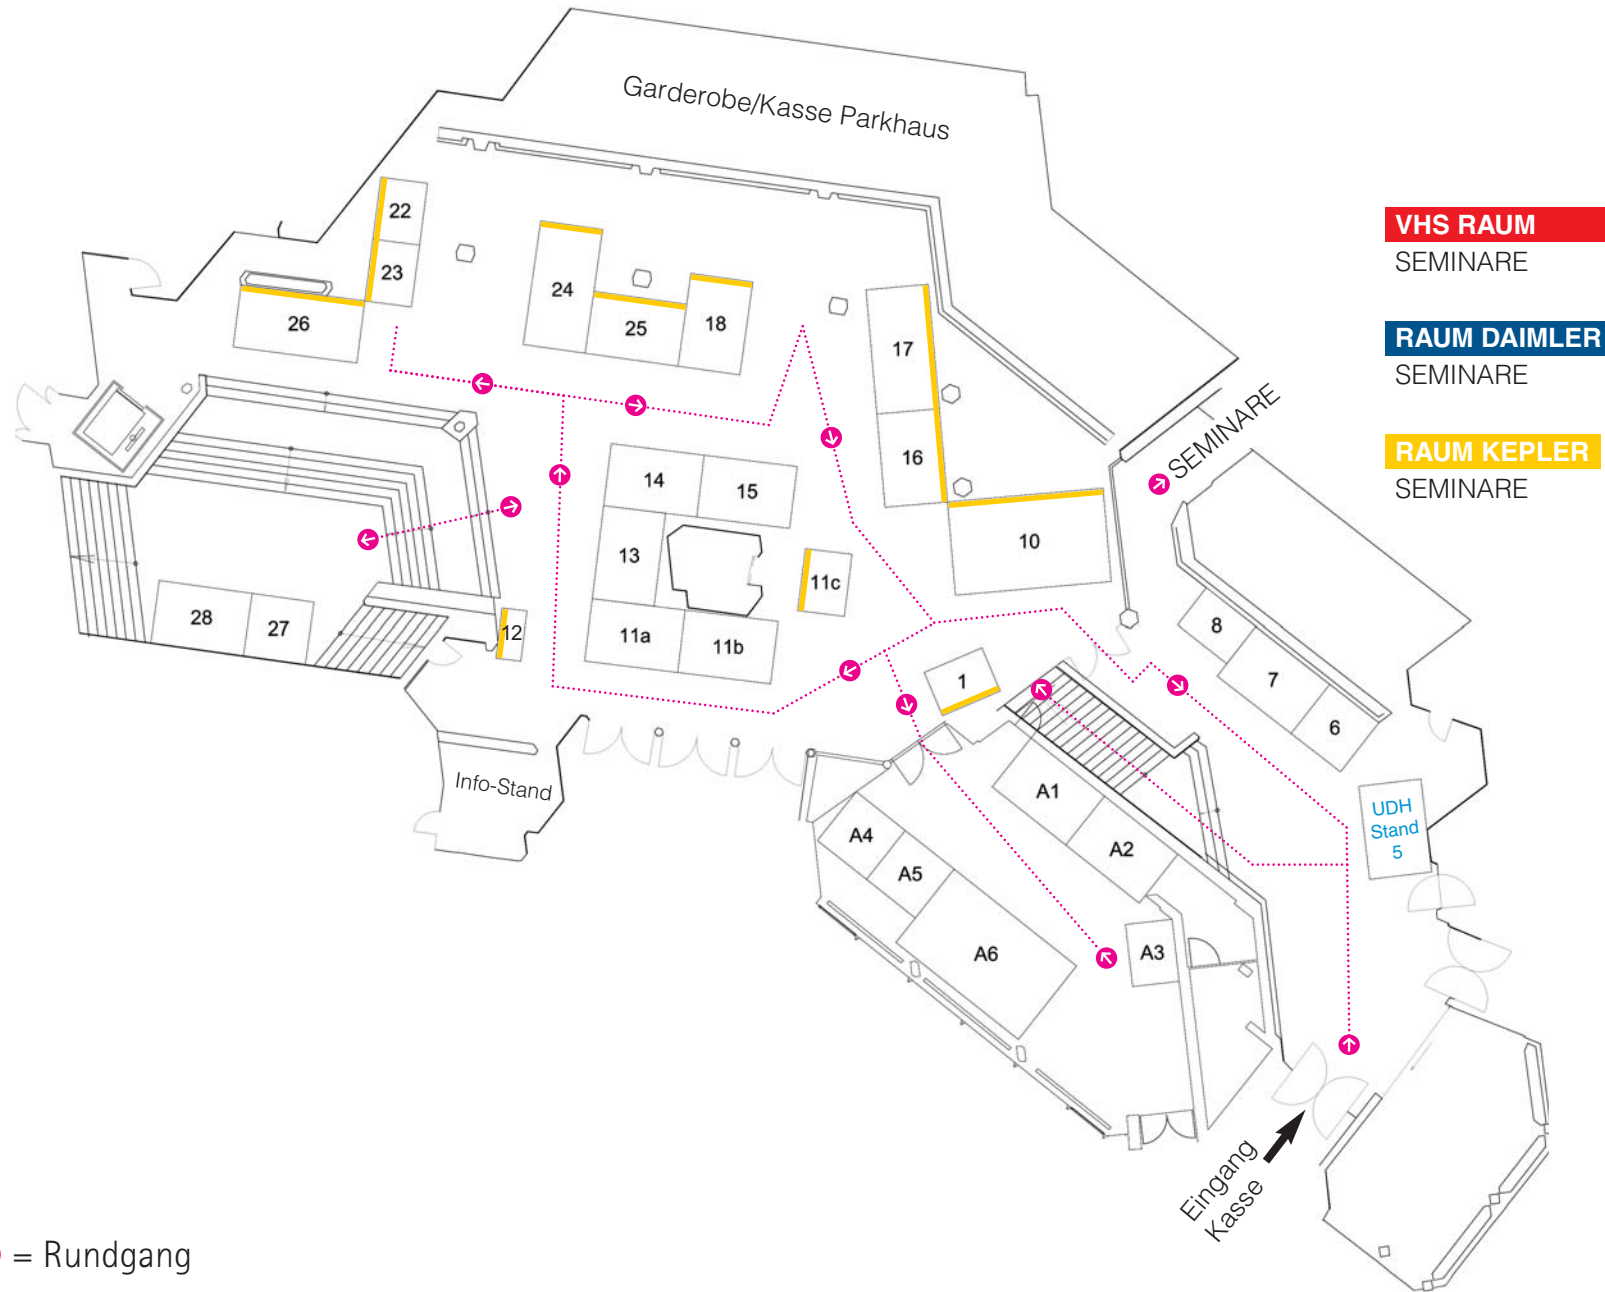 Garderobe/Kasse Parkhaus
22
23
26
24
25
18
17
16
10
VHS RAUM
SEMINARE
RAUM DAIMLER
SEMINARE
RAUM KEPLER
SEMINARE
SEMINARE
14
15
13
11c
11a
11b
12
28
27
8
7
6
1
Info-Stand
A1
A2
A4
A5
A6
A3
UDH
Stand
5
Eingang
Kasse
= Rundgang